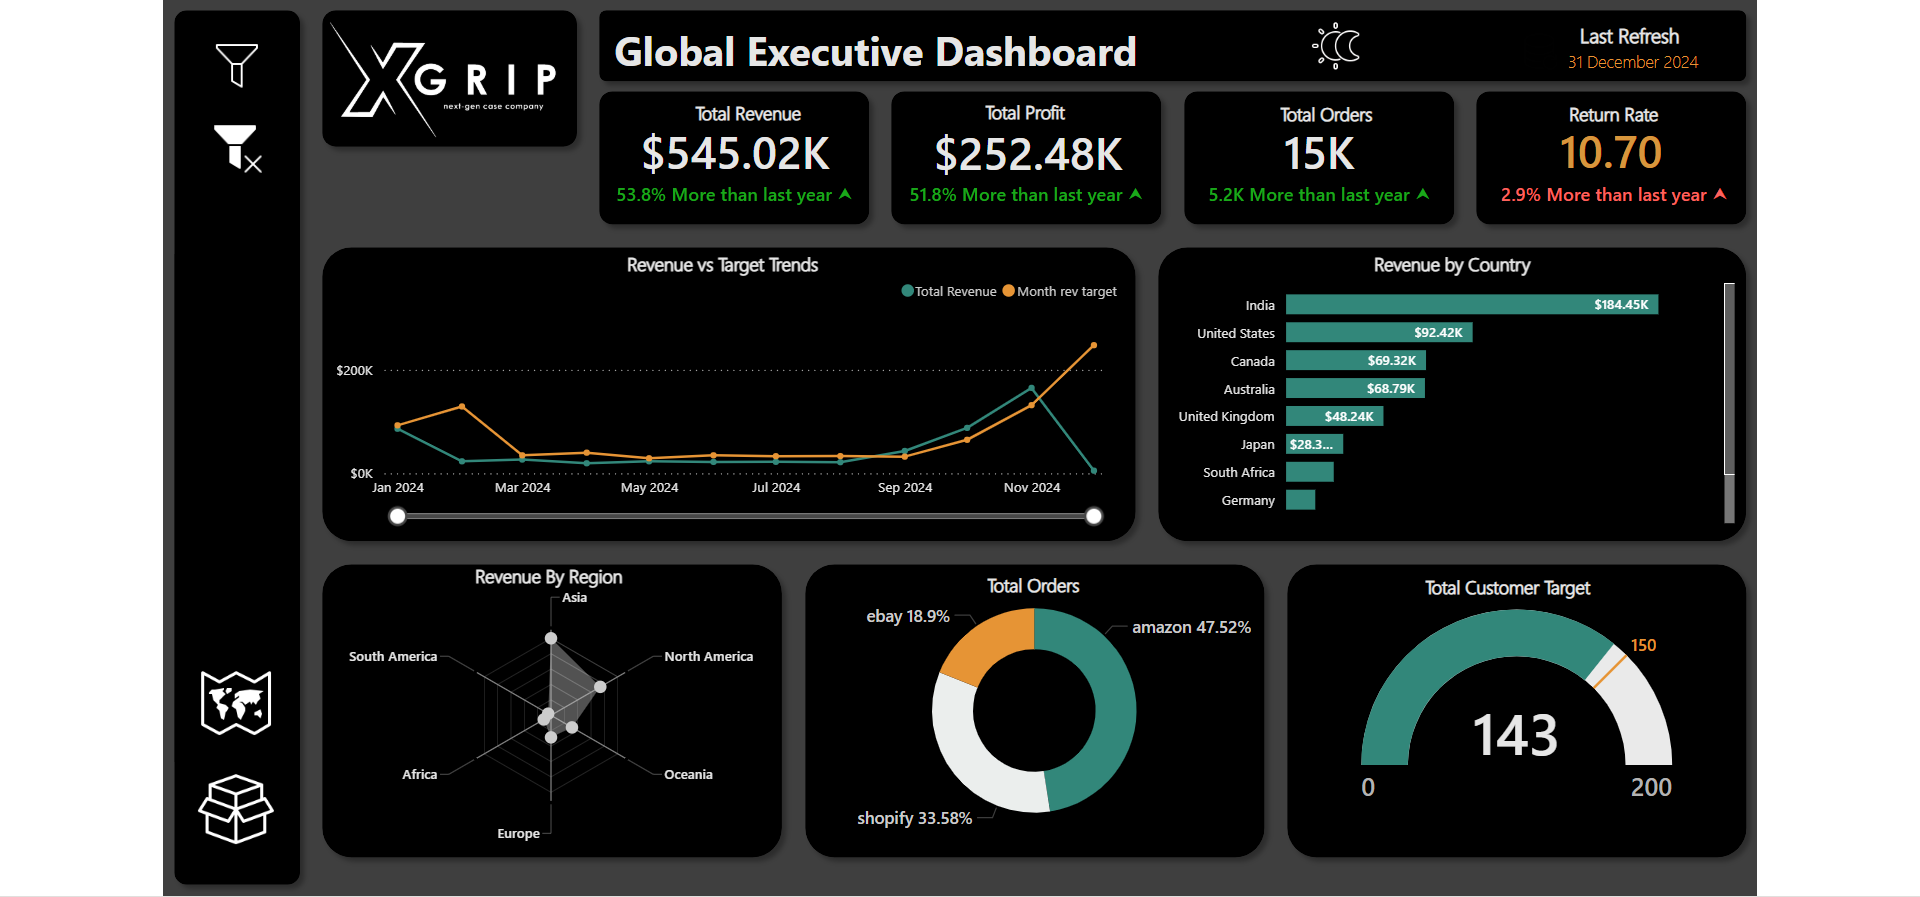 XGRIP
next-gen case company
Global Executive Dashboard
Last Refresh
31 December 2024
Total Revenue
$545.02K
53.8% More than last year
Total Profit
$252.48K
51.8% More than last year
Total Orders
15K
5.2K More than last year
Return Rate
10.70
2.9% More than last year
Revenue vs Target Trends
Total Revenue Month rev target
$200K
$0K
Jan 2024 Mar 2024 May 2024 Jul 2024 Sep 2024 Nov 2024
Revenue by Country
India $184.45K
United States $92.42K
Canada $69.32K
Australia $68.79K
United Kingdom $48.24K
Japan $28.3...
South Africa
Germany
Revenue By Region
Asia
South America North America
Africa Oceania
Europe
Total Orders
ebay 18.9%
amazon 47.52%
shopify 33.58%
Total Customer Target
150
143
0 200